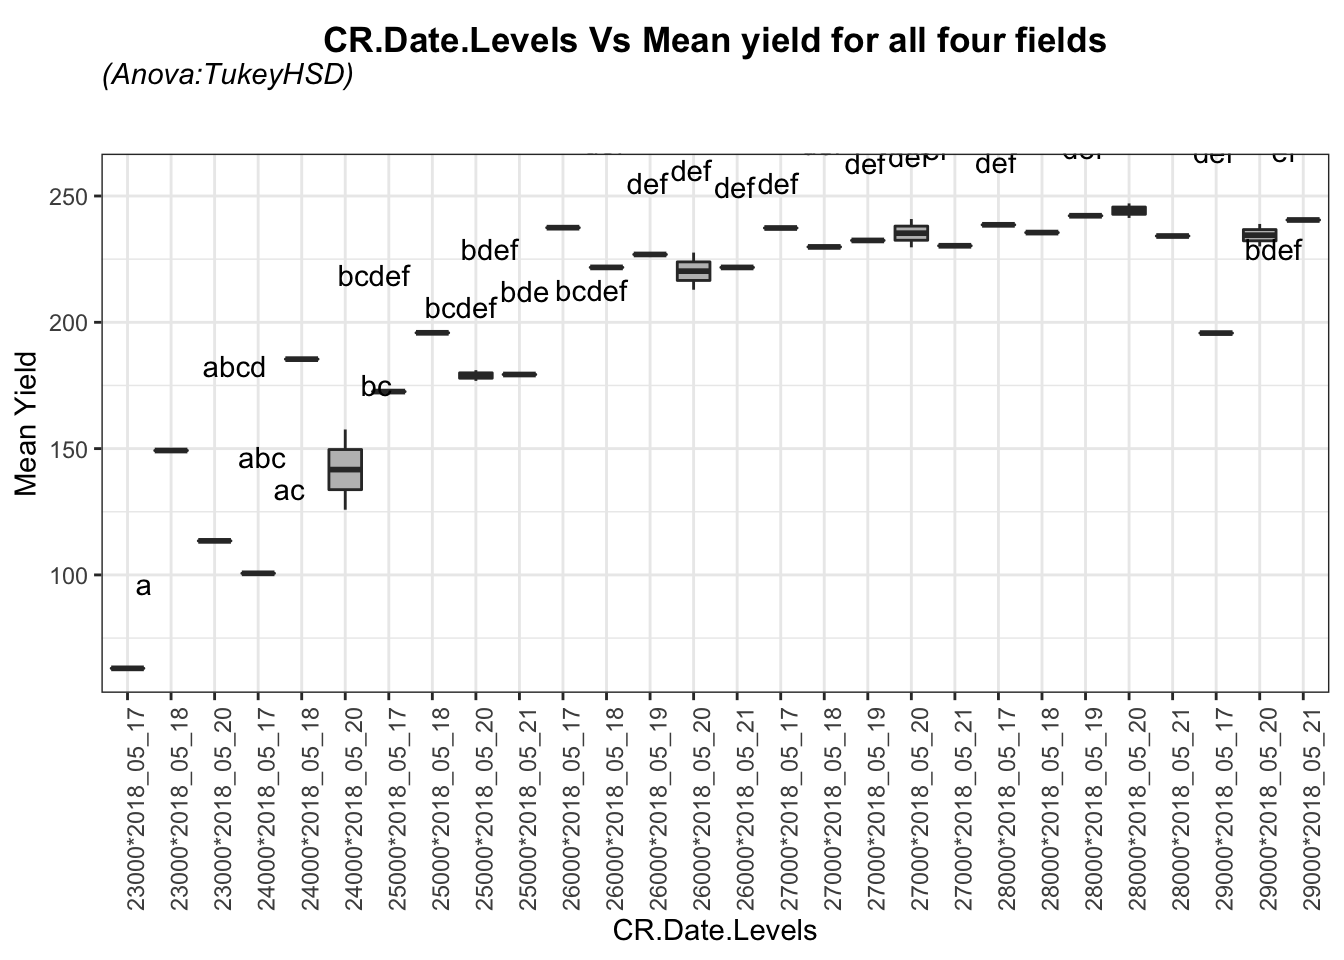 CR.Date.Levels Vs Mean yield for all four fields
(Anova:TukeyHSD)
def
def def def
def
def def
def
def
bdef
bdef
bcdef
bde bcdef
bcdef
abcd
bc
abc
ac
a
250
200
150
100
Mean Yield
23000*2018_05_17
23000*2018_05_18
23000*2018_05_20
24000*2018_05_17
24000*2018_05_18
24000*2018_05_20
25000*2018_05_17
25000*2018_05_18
25000*2018_05_20
25000*2018_05_21
26000*2018_05_17
26000*2018_05_18
26000*2018_05_19
26000*2018_05_20
26000*2018_05_21
27000*2018_05_17
27000*2018_05_18
27000*2018_05_19
27000*2018_05_20
27000*2018_05_21
28000*2018_05_17
28000*2018_05_18
28000*2018_05_19
28000*2018_05_20
28000*2018_05_21
29000*2018_05_17
29000*2018_05_20
29000*2018_05_21
CR.Date.Levels